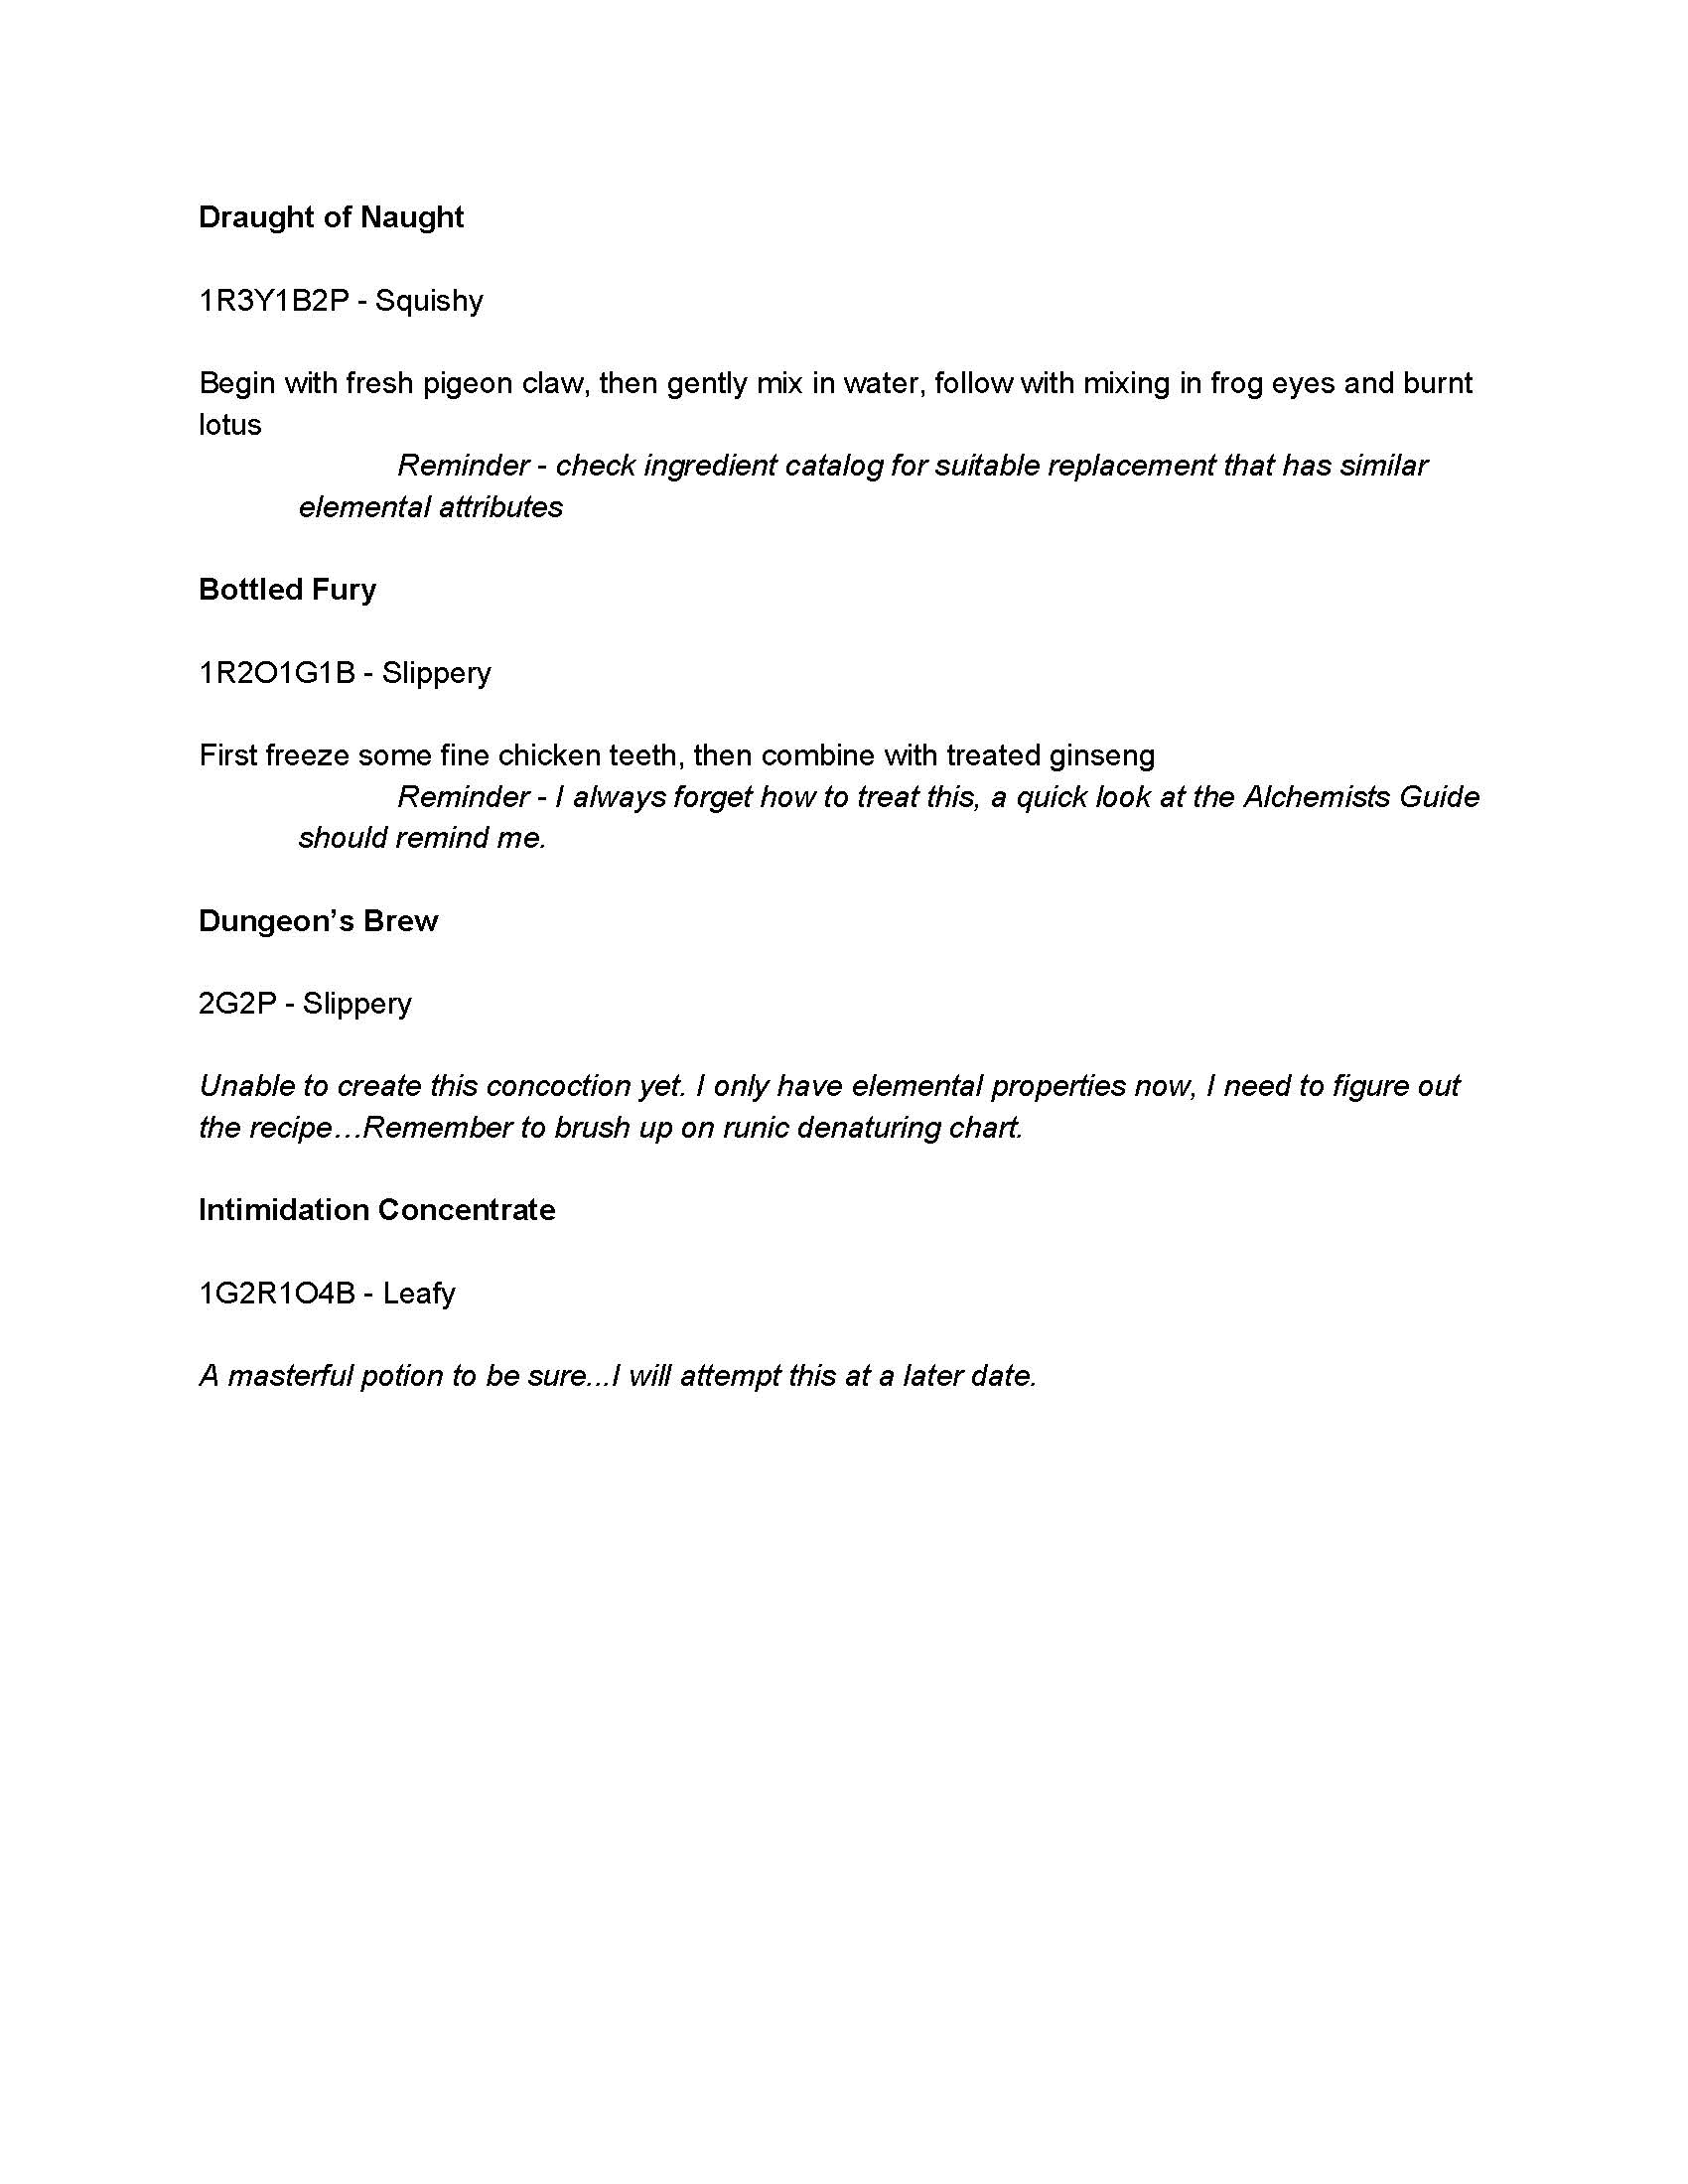 Draught of Naught
1R3Y1B2P - Squishy
Begin with fresh pigeon claw, then gently mix in water, follow with mixing in frog eyes and burnt
lotus
Reminder - check ingredient catalog for suitable replacement that has similar
elemental attributes
Bottled Fury
1R2O1G1B - Slippery
First freeze some fine chicken teeth, then combine with treated ginseng
Reminder - I always forget how to treat this, a quick look at the Alchemists Guide
should remind me.
Dungeon’s Brew
2G2P - Slippery
Unable to create this concoction yet. I only have elemental properties now, I need to figure out
the recipe…Remember to brush up on runic denaturing chart.
Intimidation Concentrate
1G2R1O4B - Leafy
A masterful potion to be sure...I will attempt this at a later date.